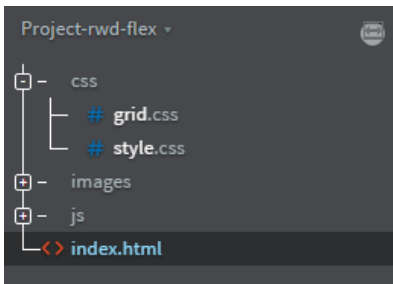 Project-rwd-flex
css
# grid.css
# style.css
images
js
<> index.html